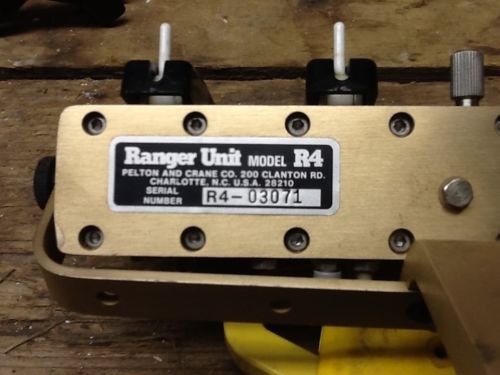 Ranger Unit MODEL R4
PELTON AND CRANE CO. 200 CLANTON RD.
CHARLOTTE, N.C. U.S.A. 28210
SERIAL NUMBER R4-03071